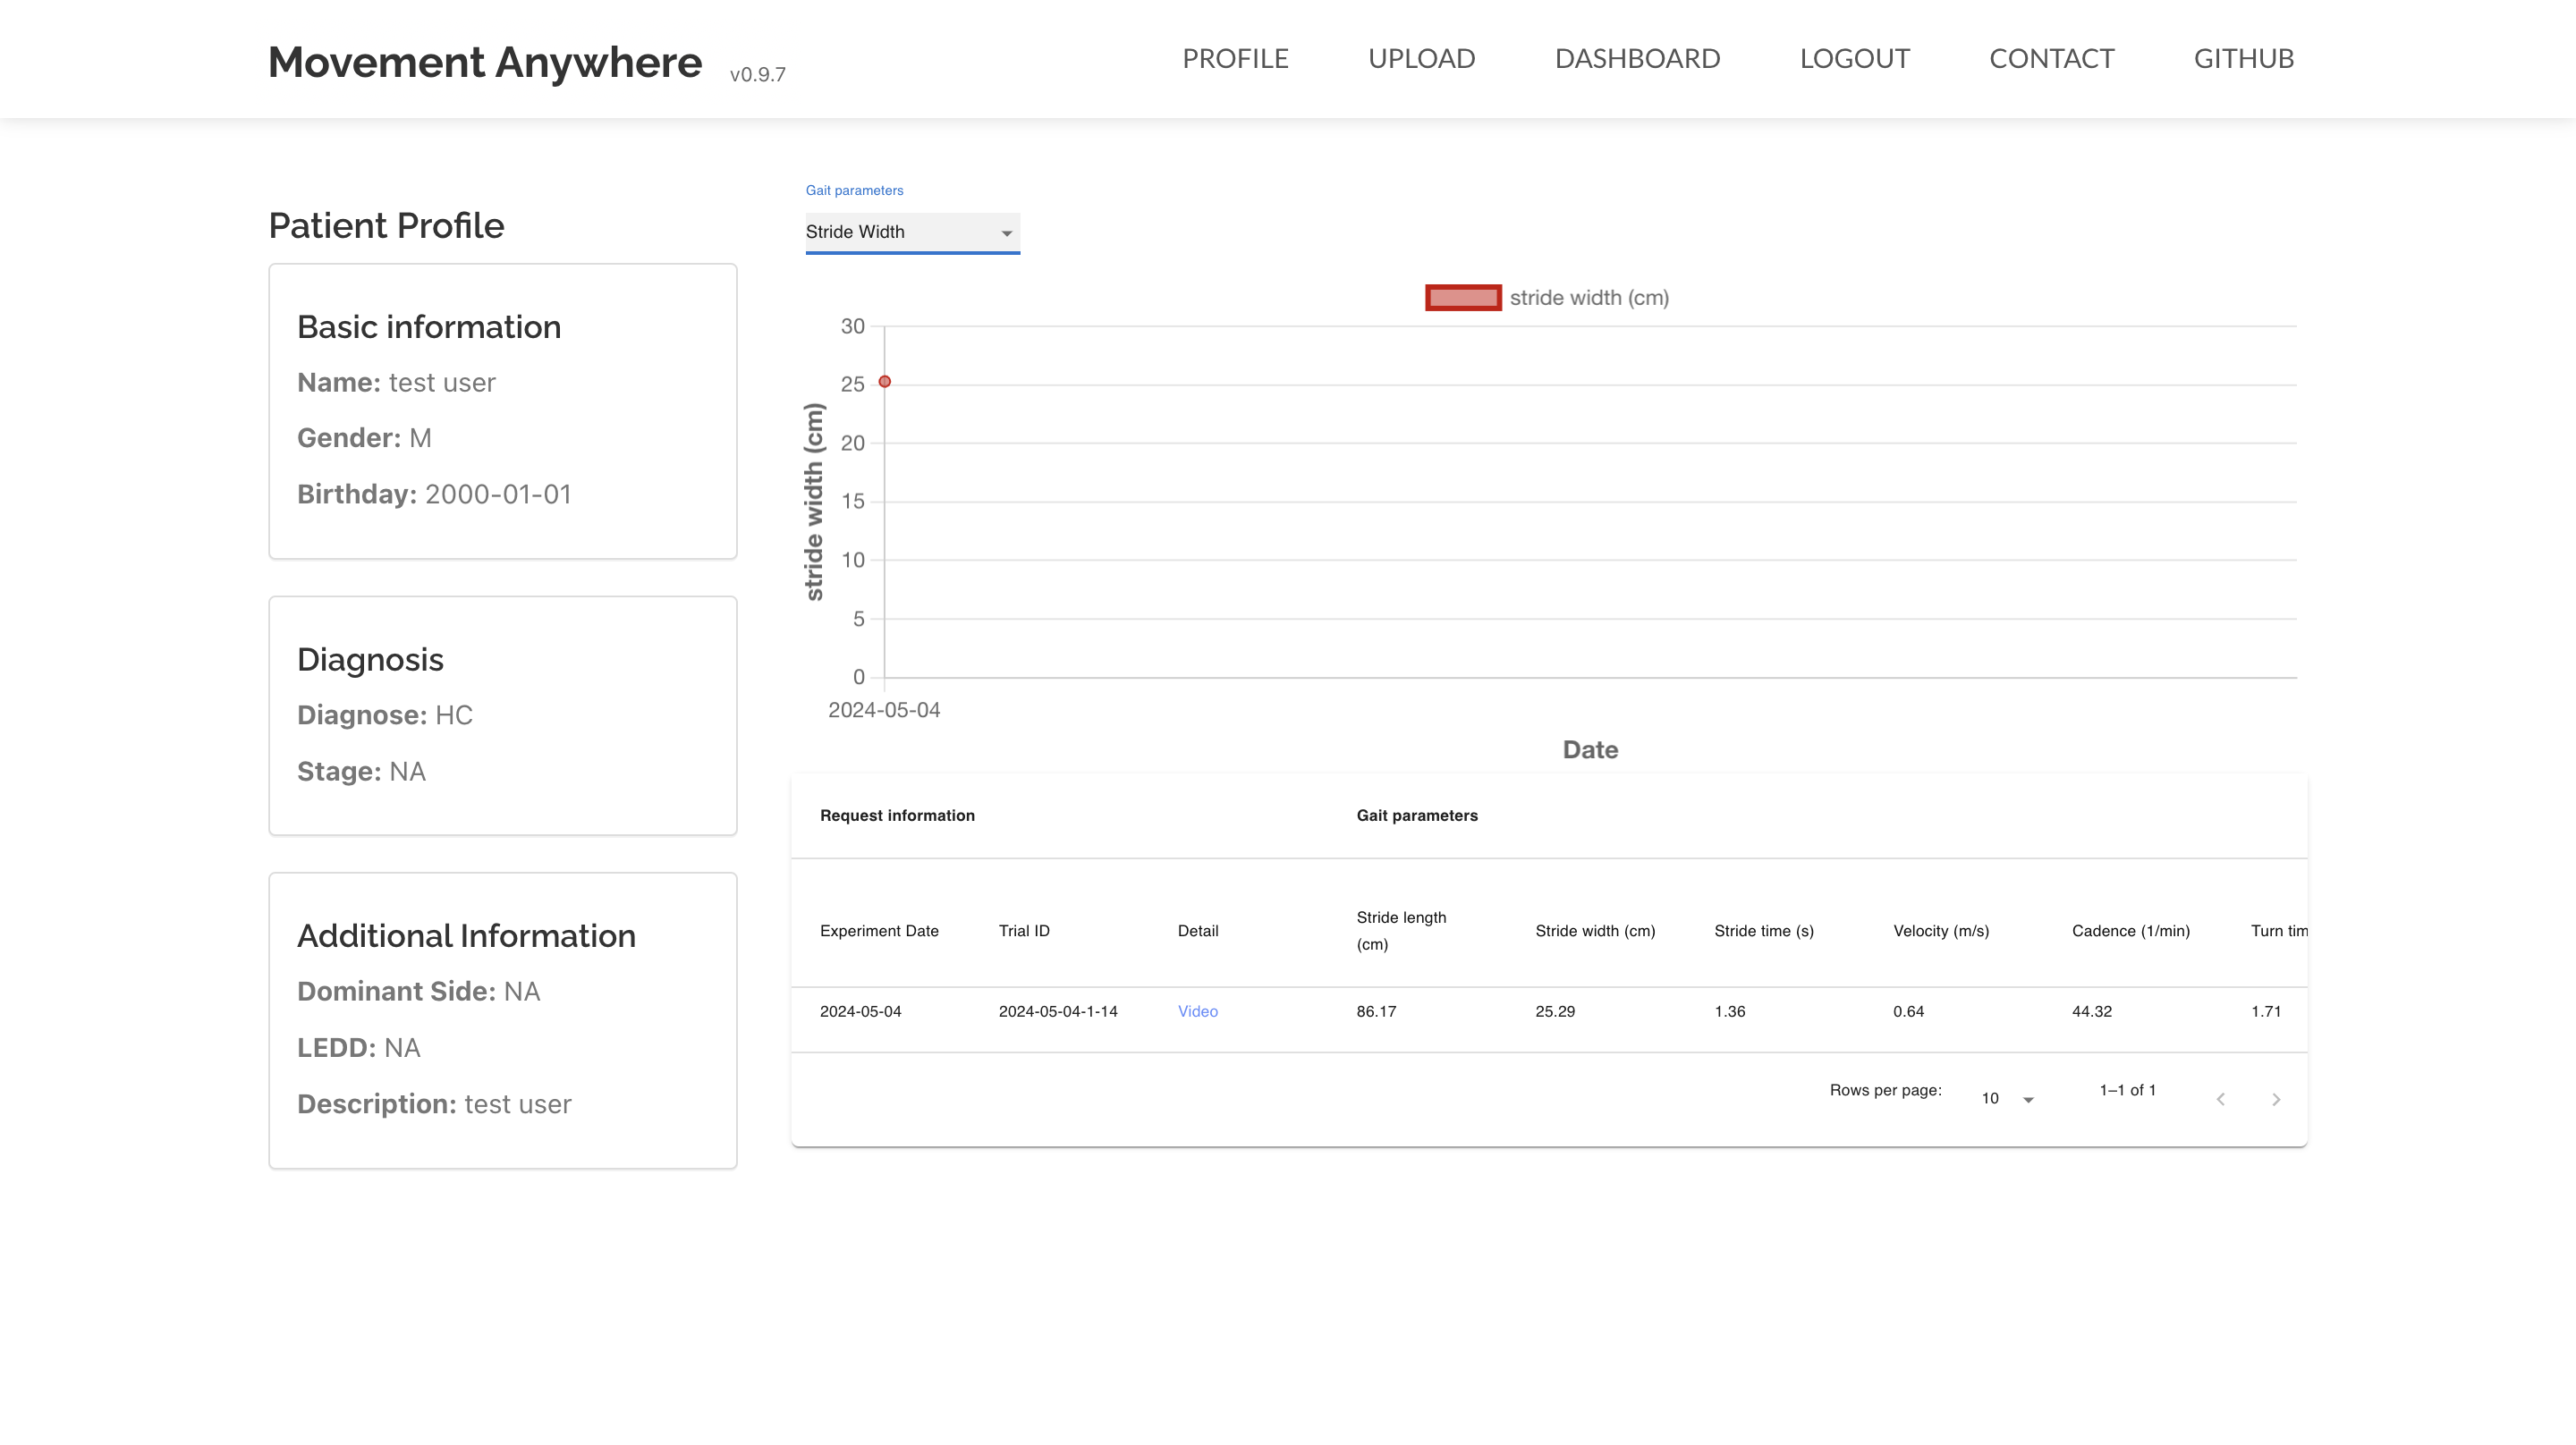 Movement Anywhere v0.9.7
PROFILE UPLOAD DASHBOARD LOGOUT CONTACT GITHUB
Patient Profile
Basic information
Name: test user
Gender: M
Birthday: 2000-01-01
Diagnosis
Diagnose: HC
Stage: NA
Additional Information
Dominant Side: NA
LEDD: NA
Description: test user
Gait parameters
Stride Width
stride width (cm)
30
25
20
15
10
5
0
stride width (cm)
2024-05-04
Date
Request information Gait parameters
Experiment Date Trial ID Detail Stride length (cm) Stride width (cm) Stride time (s) Velocity (m/s) Cadence (1/min) Turn tim
2024-05-04 2024-05-04-1-14 Video 86.17 25.29 1.36 0.64 44.32 1.71
Rows per page: 10 1–1 of 1